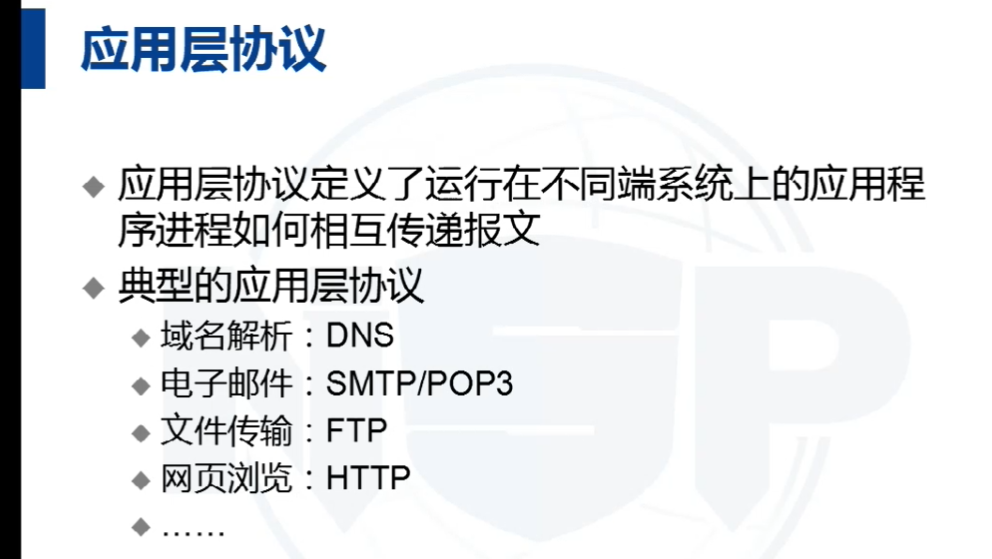 应用层协议
应用层协议定义了运行在不同端系统上的应用程
序进程如何相互传递报文
典型的应用层协议
域名解析：DNS
电子邮件：SMTP/POP3
文件传输：FTP
网页浏览：HTTP
……
NISP